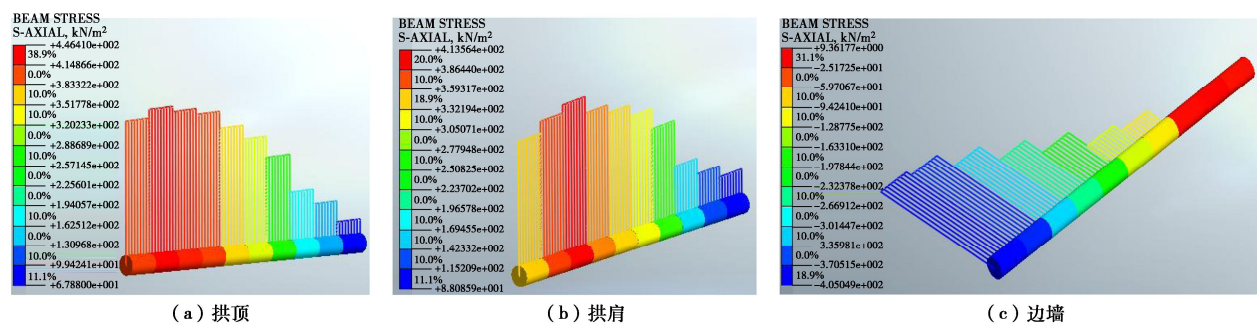 BEAM STRESS
S-AXIAL, kN/m²
+4.46410e+002
38.9%
+4.14866e+002
0.0%
+3.83322e+002
10.0%
+3.51778e+002
10.0%
+3.20233e+002
0.0%
+2.88689e+002
10.0%
+2.57145e+002
0.0%
+2.25601e+002
0.0%
+1.94057e+002
10.0%
+1.62512e+002
0.0%
+1.30968e+002
10.0%
+9.94241e+001
11.1%
+6.78800e+001
(a) 拱顶
BEAM STRESS
S-AXIAL, kN/m²
+4.13564e+002
20.0%
+3.86440e+002
10.0%
+3.59317e+002
18.9%
+3.32194e+002
10.0%
+3.05071e+002
0.0%
+2.77948e+002
10.0%
+2.50825e+002
0.0%
+2.23702e+002
0.0%
+1.96578e+002
10.0%
+1.69455e+002
0.0%
+1.42332e+002
10.0%
+1.15209e+002
11.1%
+8.80859e+001
(b) 拱肩
BEAM STRESS
S-AXIAL, kN/m²
+9.36177e+000
31.1%
−2.51725e+001
0.0%
−5.97067e+001
10.0%
−9.42410e+001
10.0%
−1.28775e+002
0.0%
−1.63310e+002
10.0%
−1.97844e+002
0.0%
−2.32378e+002
10.0%
−2.66912e+002
0.0%
−3.01447e+002
10.0%
3.35981c+002
0.0%
−3.70515e+002
18.9%
−4.05049e+002
(c) 边墙